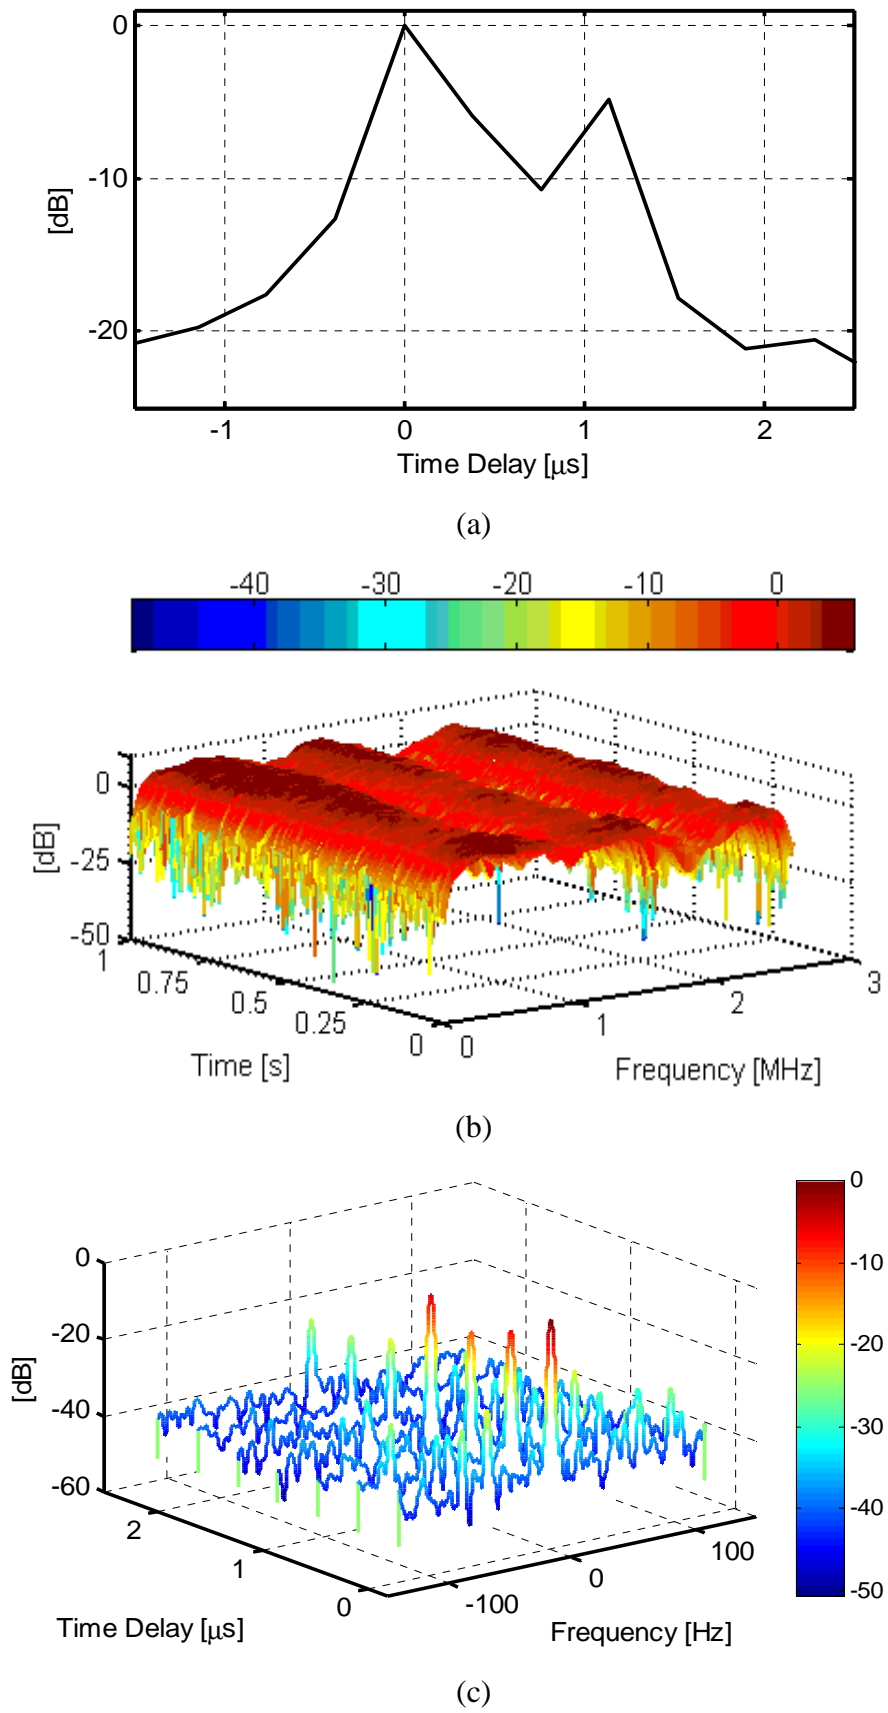 0
-10
-20
[dB]
-1 0 1 2
Time Delay [μs]
(a)
-40 -30 -20 -10 0
0
-25
-50
[dB]
1 0.75 0.5 0.25 0
Time [s]
0 1 2 3
Frequency [MHz]
(b)
0
-20
-40
-60
[dB]
2 1 0
Time Delay [μs]
-100 0 100
Frequency [Hz]
0
-10
-20
-30
-40
-50
(c)